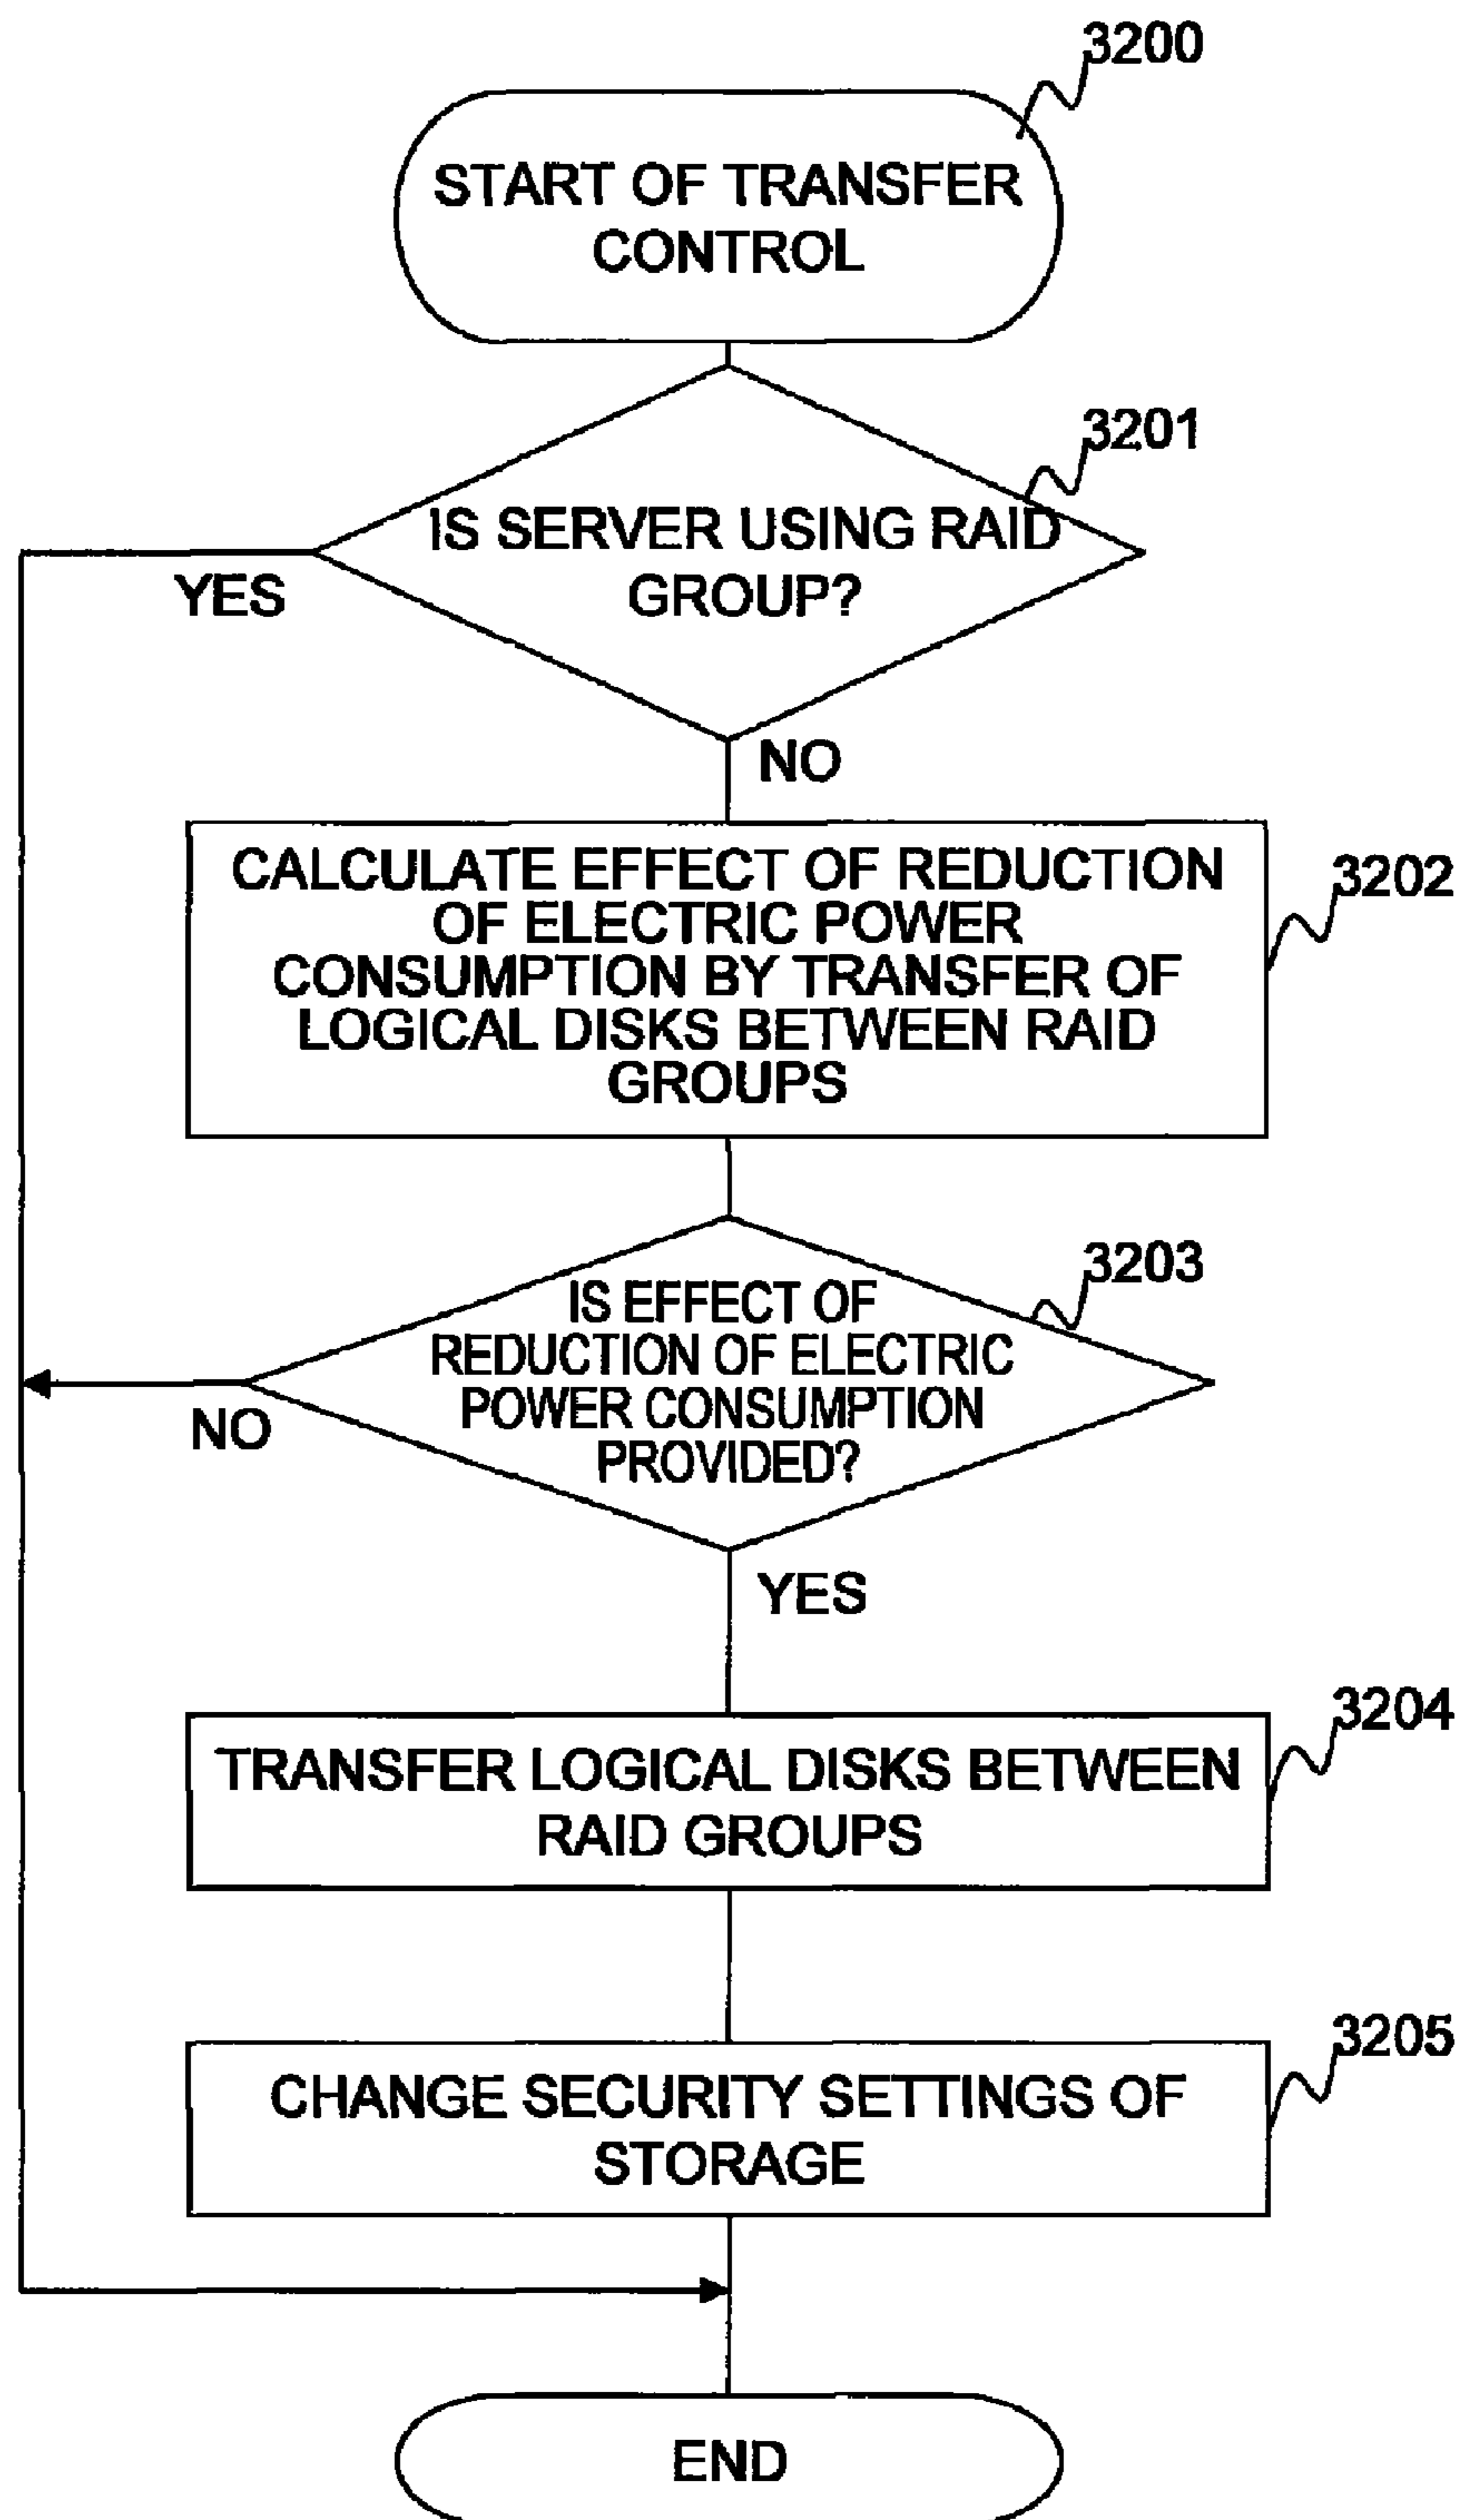 3200
START OF TRANSFER
CONTROL
3201
IS SERVER USING RAID
GROUP?
YES
NO
CALCULATE EFFECT OF REDUCTION
OF ELECTRIC POWER
CONSUMPTION BY TRANSFER OF
LOGICAL DISKS BETWEEN RAID
GROUPS
3202
3203
IS EFFECT OF
REDUCTION OF ELECTRIC
POWER CONSUMPTION
PROVIDED?
NO
YES
3204
TRANSFER LOGICAL DISKS BETWEEN
RAID GROUPS
3205
CHANGE SECURITY SETTINGS OF
STORAGE
END